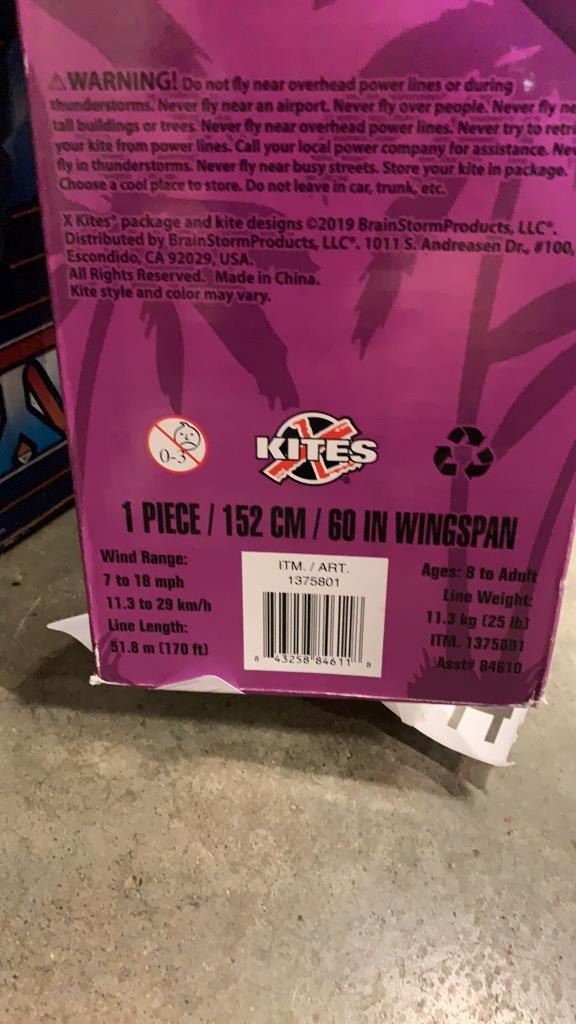 ⚠WARNING! Do not fly near overhead power lines or during
thunderstorms. Never fly near an airport. Never fly over people. Never fly
tall buildings or trees. Never fly near overhead power lines. Never try to
your kite from power lines. Call your local power company for assistance.
fly in thunderstorms. Never fly near busy streets. Store your kite in package.
Choose a cool place to store. Do not leave in car, trunk, etc.
X Kites® package and kite designs ©2019 BrainStormProducts, LLC®.
Distributed by BrainStormProducts, LLC®. 1011 S. Andreasen Dr., #100,
Escondido, CA 92029, USA.
All Rights Reserved. Made in China.
Kite style and color may vary.
0-3
X KITES®
1 PIECE / 152 CM / 60 IN WINGSPAN
Wind Range:
7 to 18 mph
11.3 to 29 km/h
Line Length:
51.8 m (170 ft)
ITM. / ART.
1375801
8 43258 84611 8
Ages: 8 to Adult
Line Weight:
11.3 kg (25 lb)
ITM. 1375801
Asst# 84610